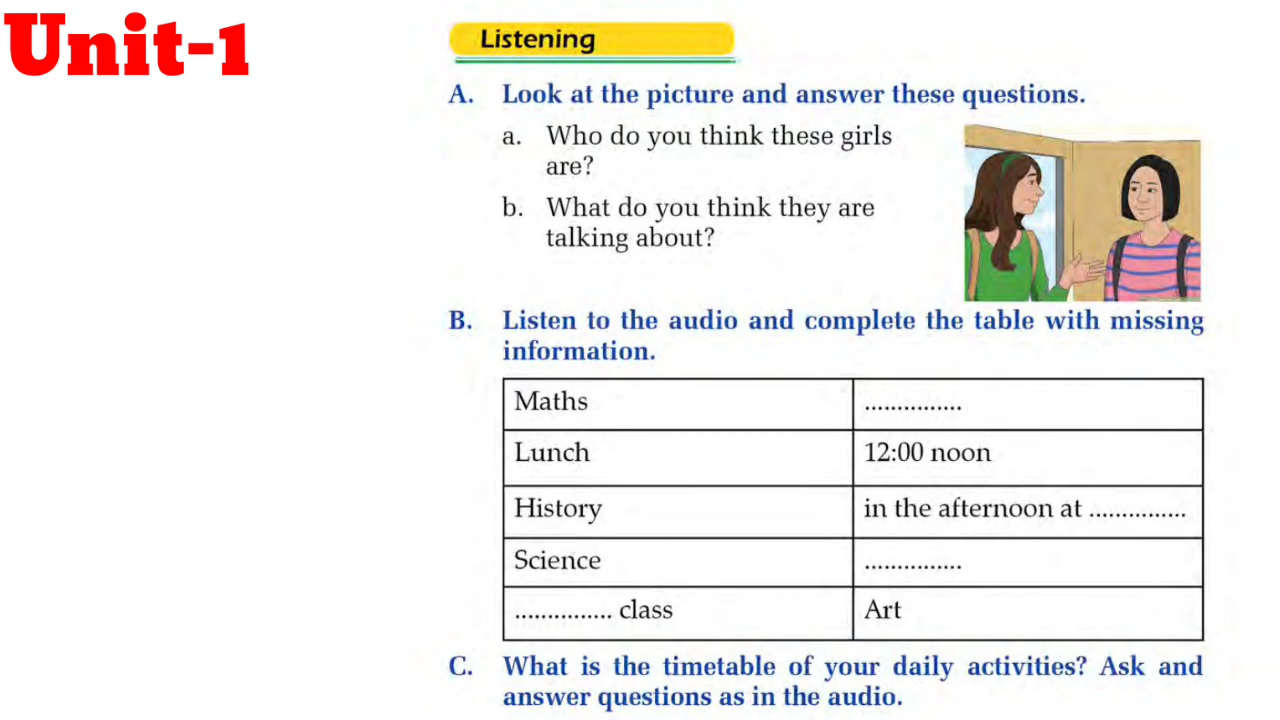 Unit-1
Listening
A. Look at the picture and answer these questions.
a. Who do you think these girls
are?
b. What do you think they are
talking about?
B. Listen to the audio and complete the table with missing
information.
Maths ...............
Lunch 12:00 noon
History in the afternoon at ...............
Science ...............
............... class Art
C. What is the timetable of your daily activities? Ask and
answer questions as in the audio.